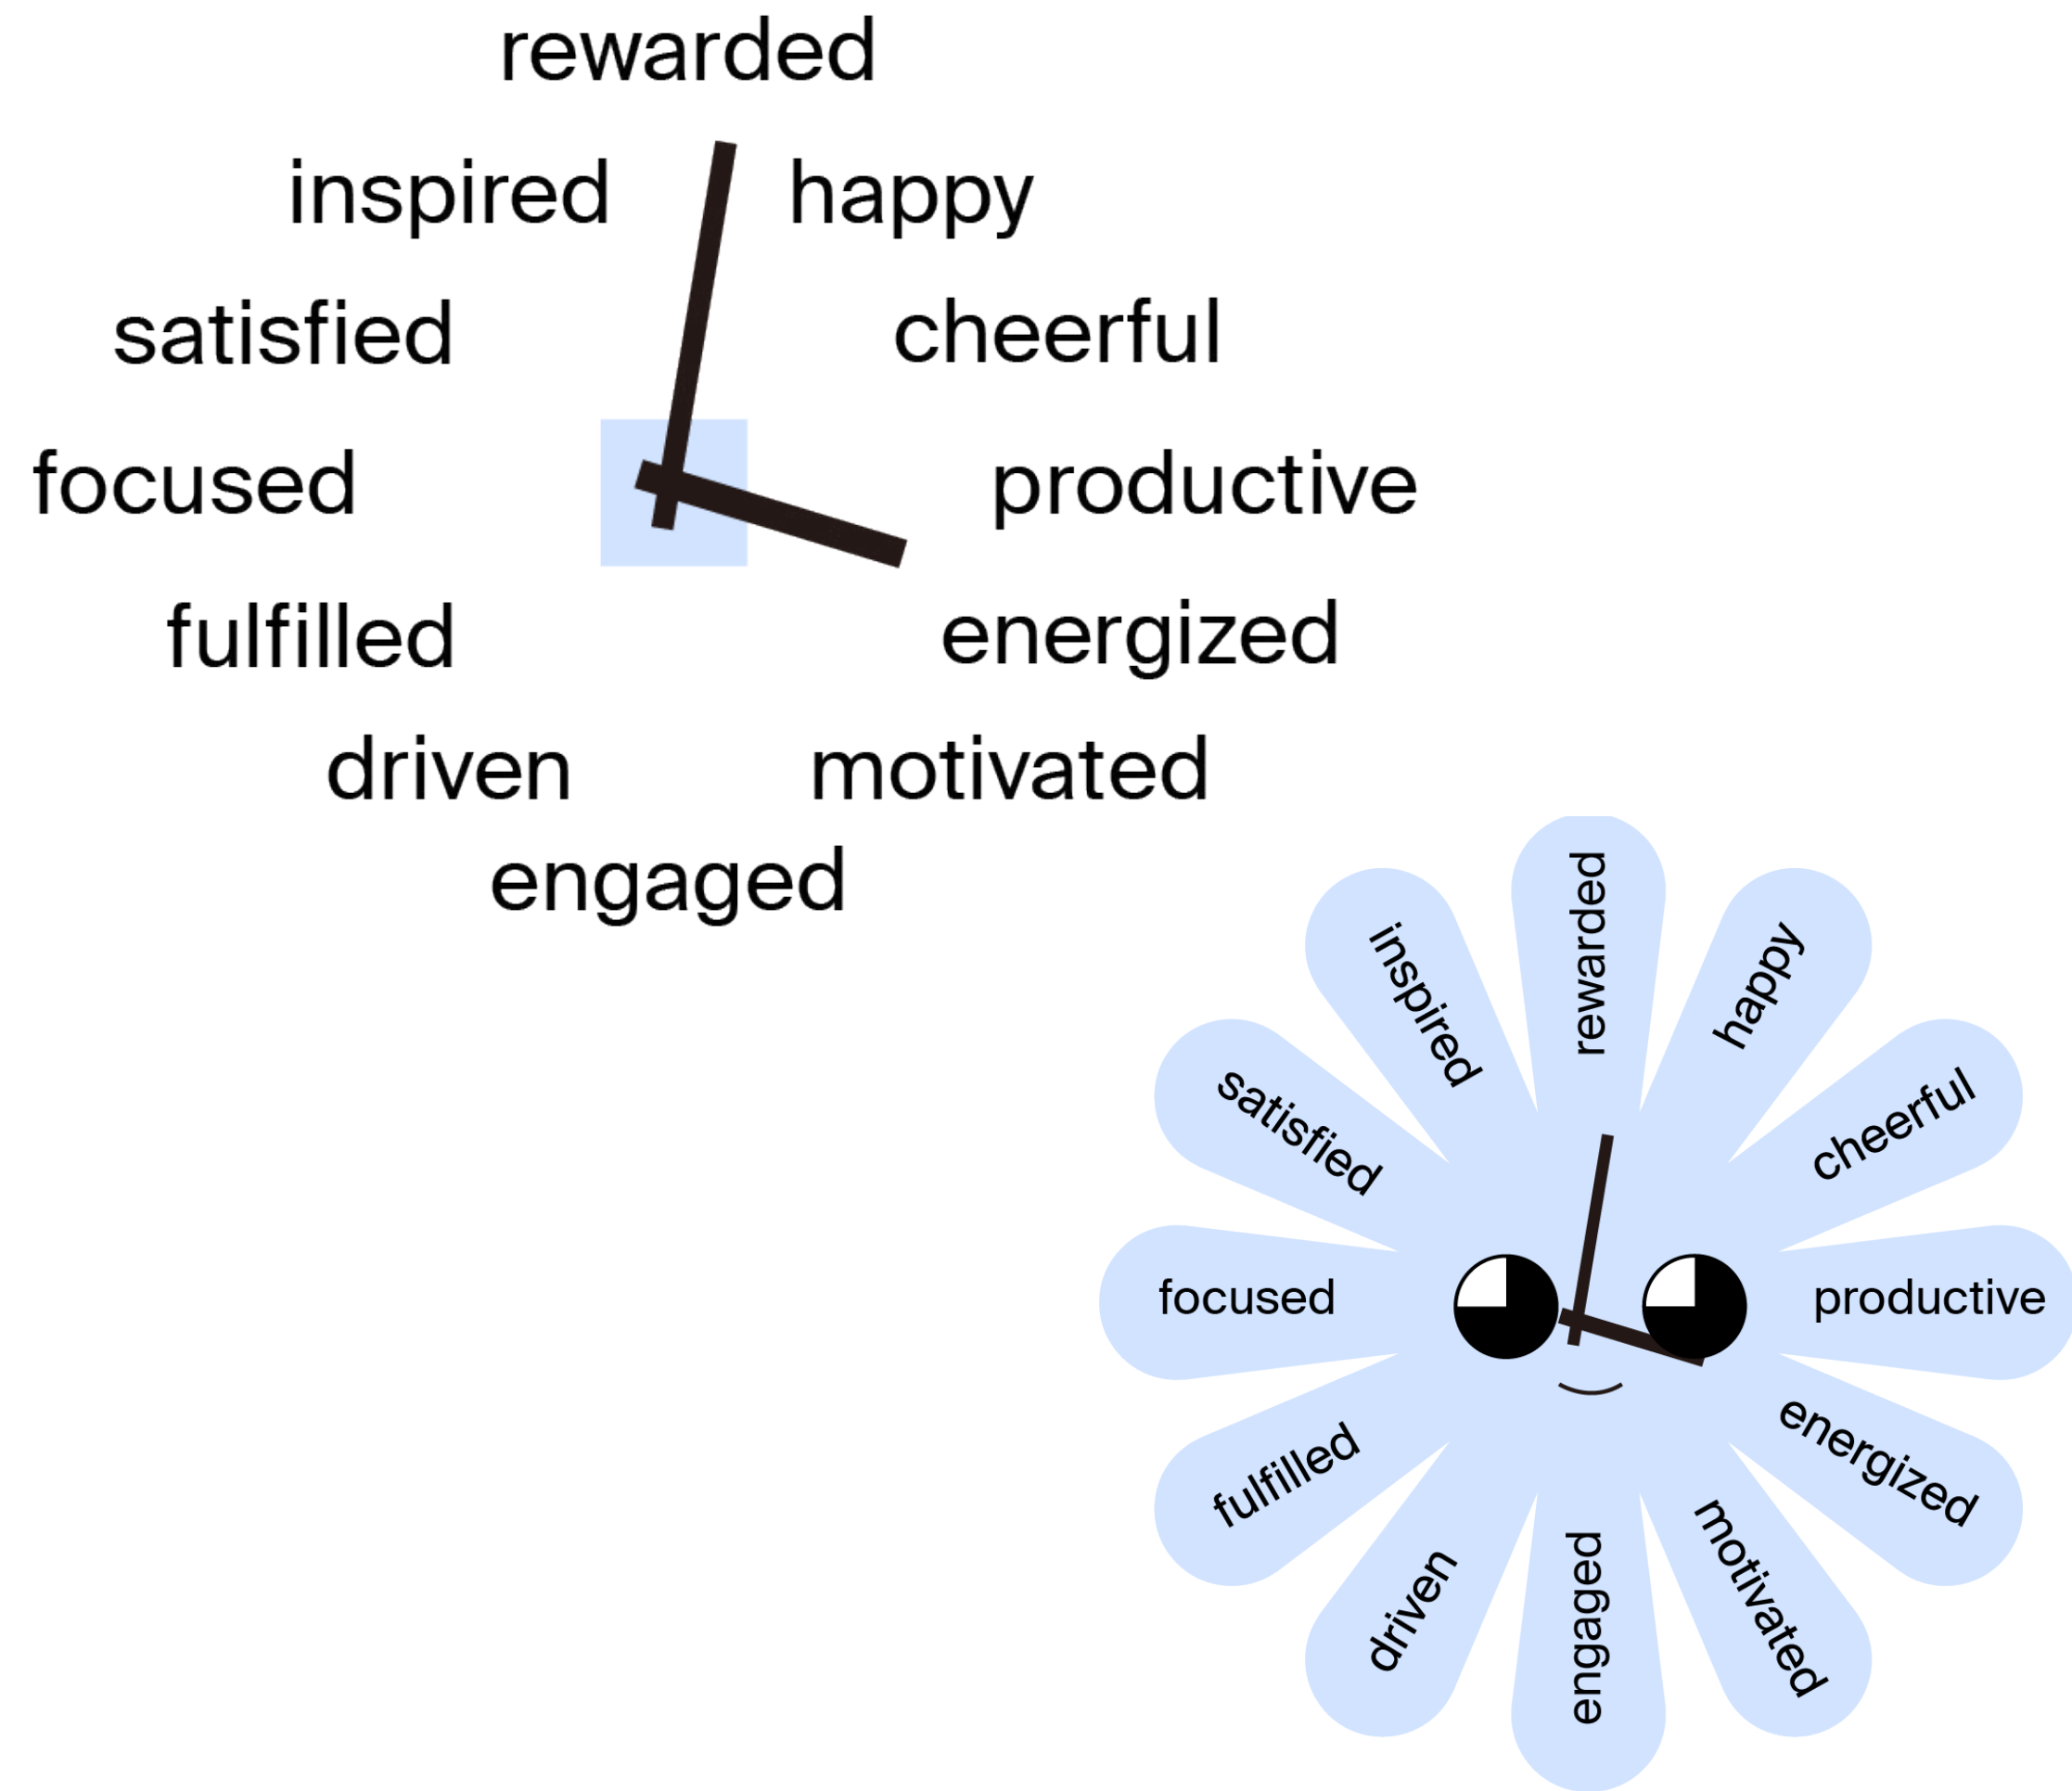 rewarded
inspired
happy
satisfied
cheerful
focused
productive
fulfilled
energized
driven
motivated
engaged
rewarded
inspired
happy
satisfied
cheerful
focused
productive
fulfilled
energized
driven
engaged
motivated